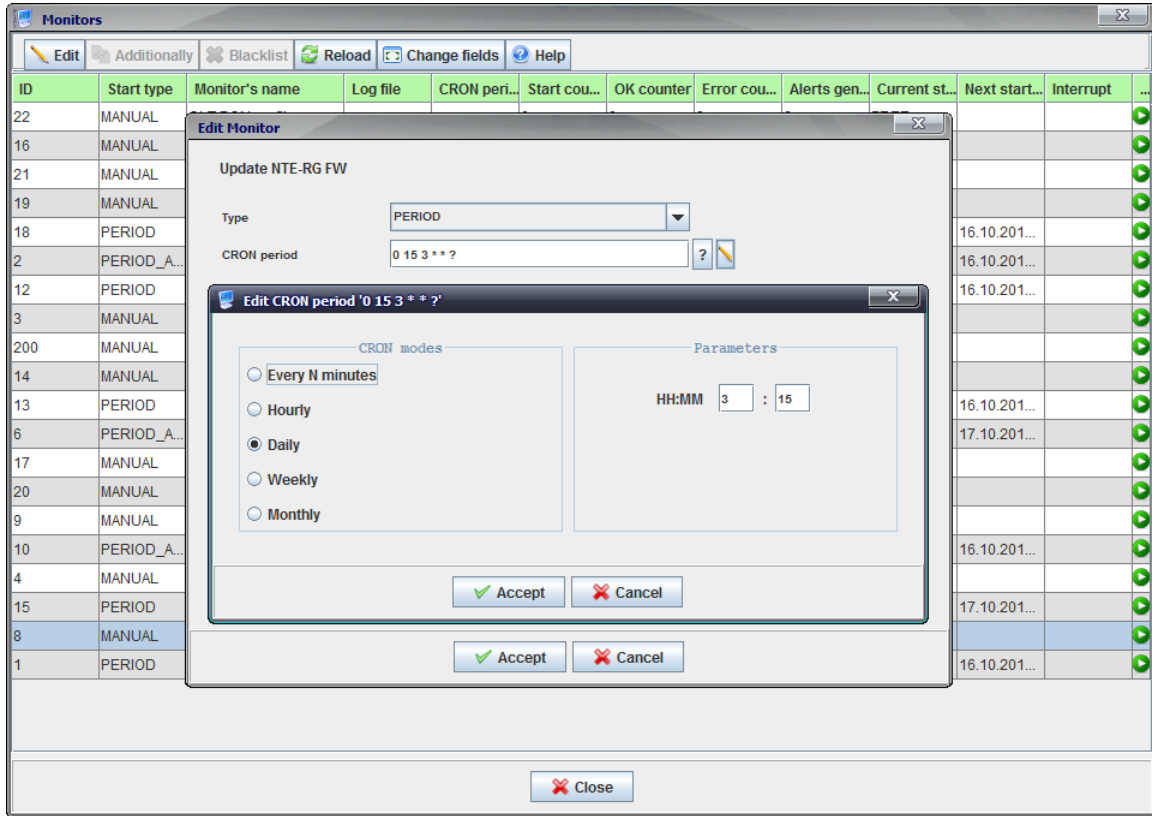 Monitors
Edit Additionally Blacklist Reload Change fields Help
ID Start type Monitor's name Log file CRON peri... Start cou... OK counter Error cou... Alerts gen... Current st... Next start... Interrupt ...
22 MANUAL
Edit Monitor
16 MANUAL
Update NTE-RG FW
21 MANUAL
19 MANUAL
Type PERIOD
18 PERIOD 16.10.201...
CRON period 0 15 3 * * ? ?
2 PERIOD_A... 16.10.201...
12 PERIOD 16.10.201...
Edit CRON period '0 15 3 * * ?'
3 MANUAL
200 MANUAL
CRON modes Parameters
14 MANUAL
Every N minutes
13 PERIOD 16.10.201...
HH:MM 3 : 15
Hourly
6 PERIOD_A... 17.10.201...
Daily
17 MANUAL
Weekly
20 MANUAL
9 MANUAL
Monthly
10 PERIOD_A... 16.10.201...
4 MANUAL
Accept Cancel
15 PERIOD 17.10.201...
8 MANUAL
Accept Cancel
1 PERIOD 16.10.201...
Close